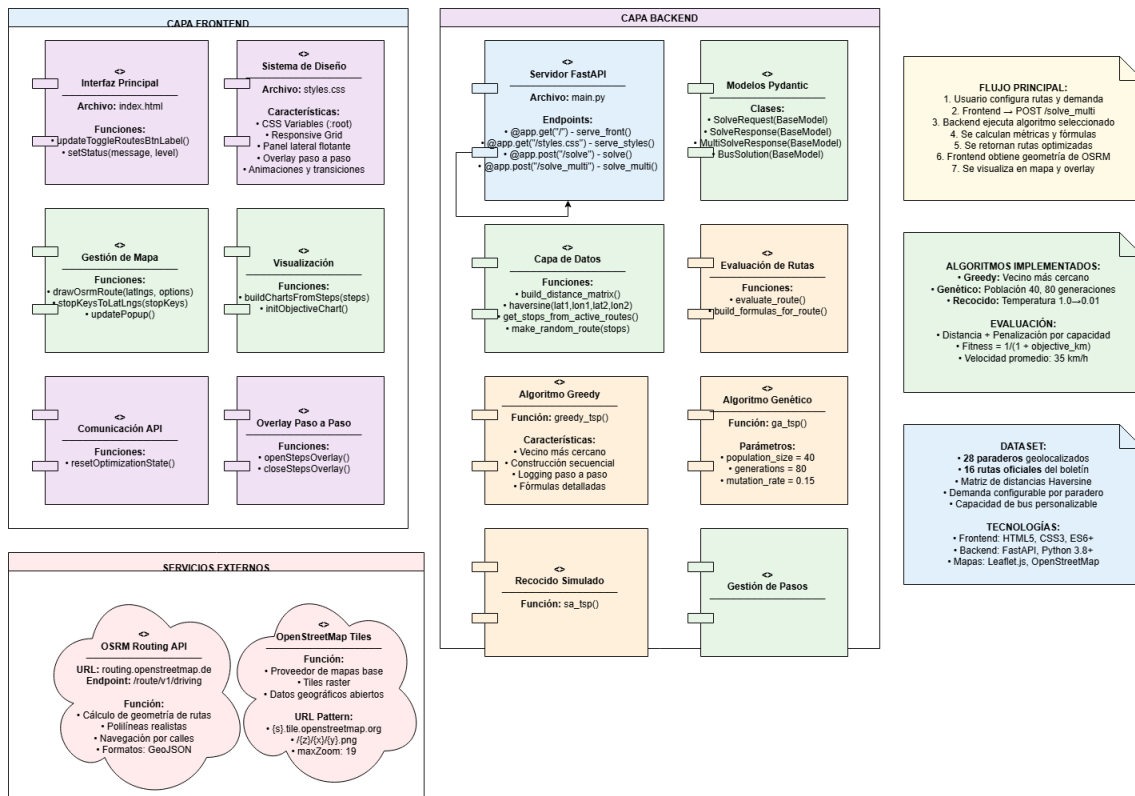 CAPA FRONTEND
<>
Interfaz Principal
Archivo: index.html
Funciones:
• updateToggleRoutesBtnLabel()
• setStatus(message, level)
<>
Sistema de Diseño
Archivo: styles.css
Características:
• CSS Variables (:root)
• Responsive Grid
• Panel lateral flotante
• Overlay paso a paso
• Animaciones y transiciones
<>
Gestión de Mapa
Funciones:
• drawOsrmRoute(latlngs, options)
• stopKeysToLatLngs(stopKeys)
• updatePopup()
<>
Visualización
Funciones:
• buildChartsFromSteps(steps)
• initObjectiveChart()
<>
Comunicación API
Funciones:
• resetOptimizationState()
<>
Overlay Paso a Paso
Funciones:
• openStepsOverlay()
• closeStepsOverlay()
CAPA BACKEND
<>
Servidor FastAPI
Archivo: main.py
Endpoints:
• @app.get("/") - serve_front()
• @app.get("/styles.css") - serve_styles()
• @app.post("/solve") - solve()
• @app.post("/solve_multi") - solve_multi()
<>
Modelos Pydantic
Clases:
• SolveRequest(BaseModel)
• SolveResponse(BaseModel)
• MultiSolveResponse(BaseModel)
• BusSolution(BaseModel)
<>
Capa de Datos
Funciones:
• build_distance_matrix()
• haversine(lat1,lon1,lat2,lon2)
• get_stops_from_active_routes()
• make_random_route(stops)
<>
Evaluación de Rutas
Funciones:
• evaluate_route()
• build_formulas_for_route()
<>
Algoritmo Greedy
Función: greedy_tsp()
Características:
• Vecino más cercano
• Construcción secuencial
• Logging paso a paso
• Fórmulas detalladas
<>
Algoritmo Genético
Función: ga_tsp()
Parámetros:
• population_size = 40
• generations = 80
• mutation_rate = 0.15
<>
Recocido Simulado
Función: sa_tsp()
<>
Gestión de Pasos
FLUJO PRINCIPAL:
1. Usuario configura rutas y demanda
2. Frontend → POST /solve_multi
3. Backend ejecuta algoritmo seleccionado
4. Se calculan métricas y fórmulas
5. Se retornan rutas optimizadas
6. Frontend obtiene geometría de OSRM
7. Se visualiza en mapa y overlay
ALGORITMOS IMPLEMENTADOS:
• Greedy: Vecino más cercano
• Genético: Población 40, 80 generaciones
• Recocido: Temperatura 1.0→0.01
EVALUACIÓN:
• Distancia + Penalización por capacidad
• Fitness = 1/(1 + objective_km)
• Velocidad promedio: 35 km/h
DATASET:
• 28 paraderos geolocalizados
• 16 rutas oficiales del boletín
• Matriz de distancias Haversine
• Demanda configurable por paradero
• Capacidad de bus personalizable
TECNOLOGÍAS:
• Frontend: HTML5, CSS3, ES6+
• Backend: FastAPI, Python 3.8+
• Mapas: Leaflet.js, OpenStreetMap
SERVICIOS EXTERNOS
<>
OSRM Routing API
URL: routing.openstreetmap.de
Endpoint: /route/v1/driving
Función:
• Cálculo de geometría de rutas
• Polilíneas realistas
• Navegación por calles
• Formatos: GeoJSON
<>
OpenStreetMap Tiles
Función:
• Proveedor de mapas base
• Tiles raster
• Datos geográficos abiertos
URL Pattern:
• {s}.tile.openstreetmap.org
• /{z}/{x}/{y}.png
• maxZoom: 19